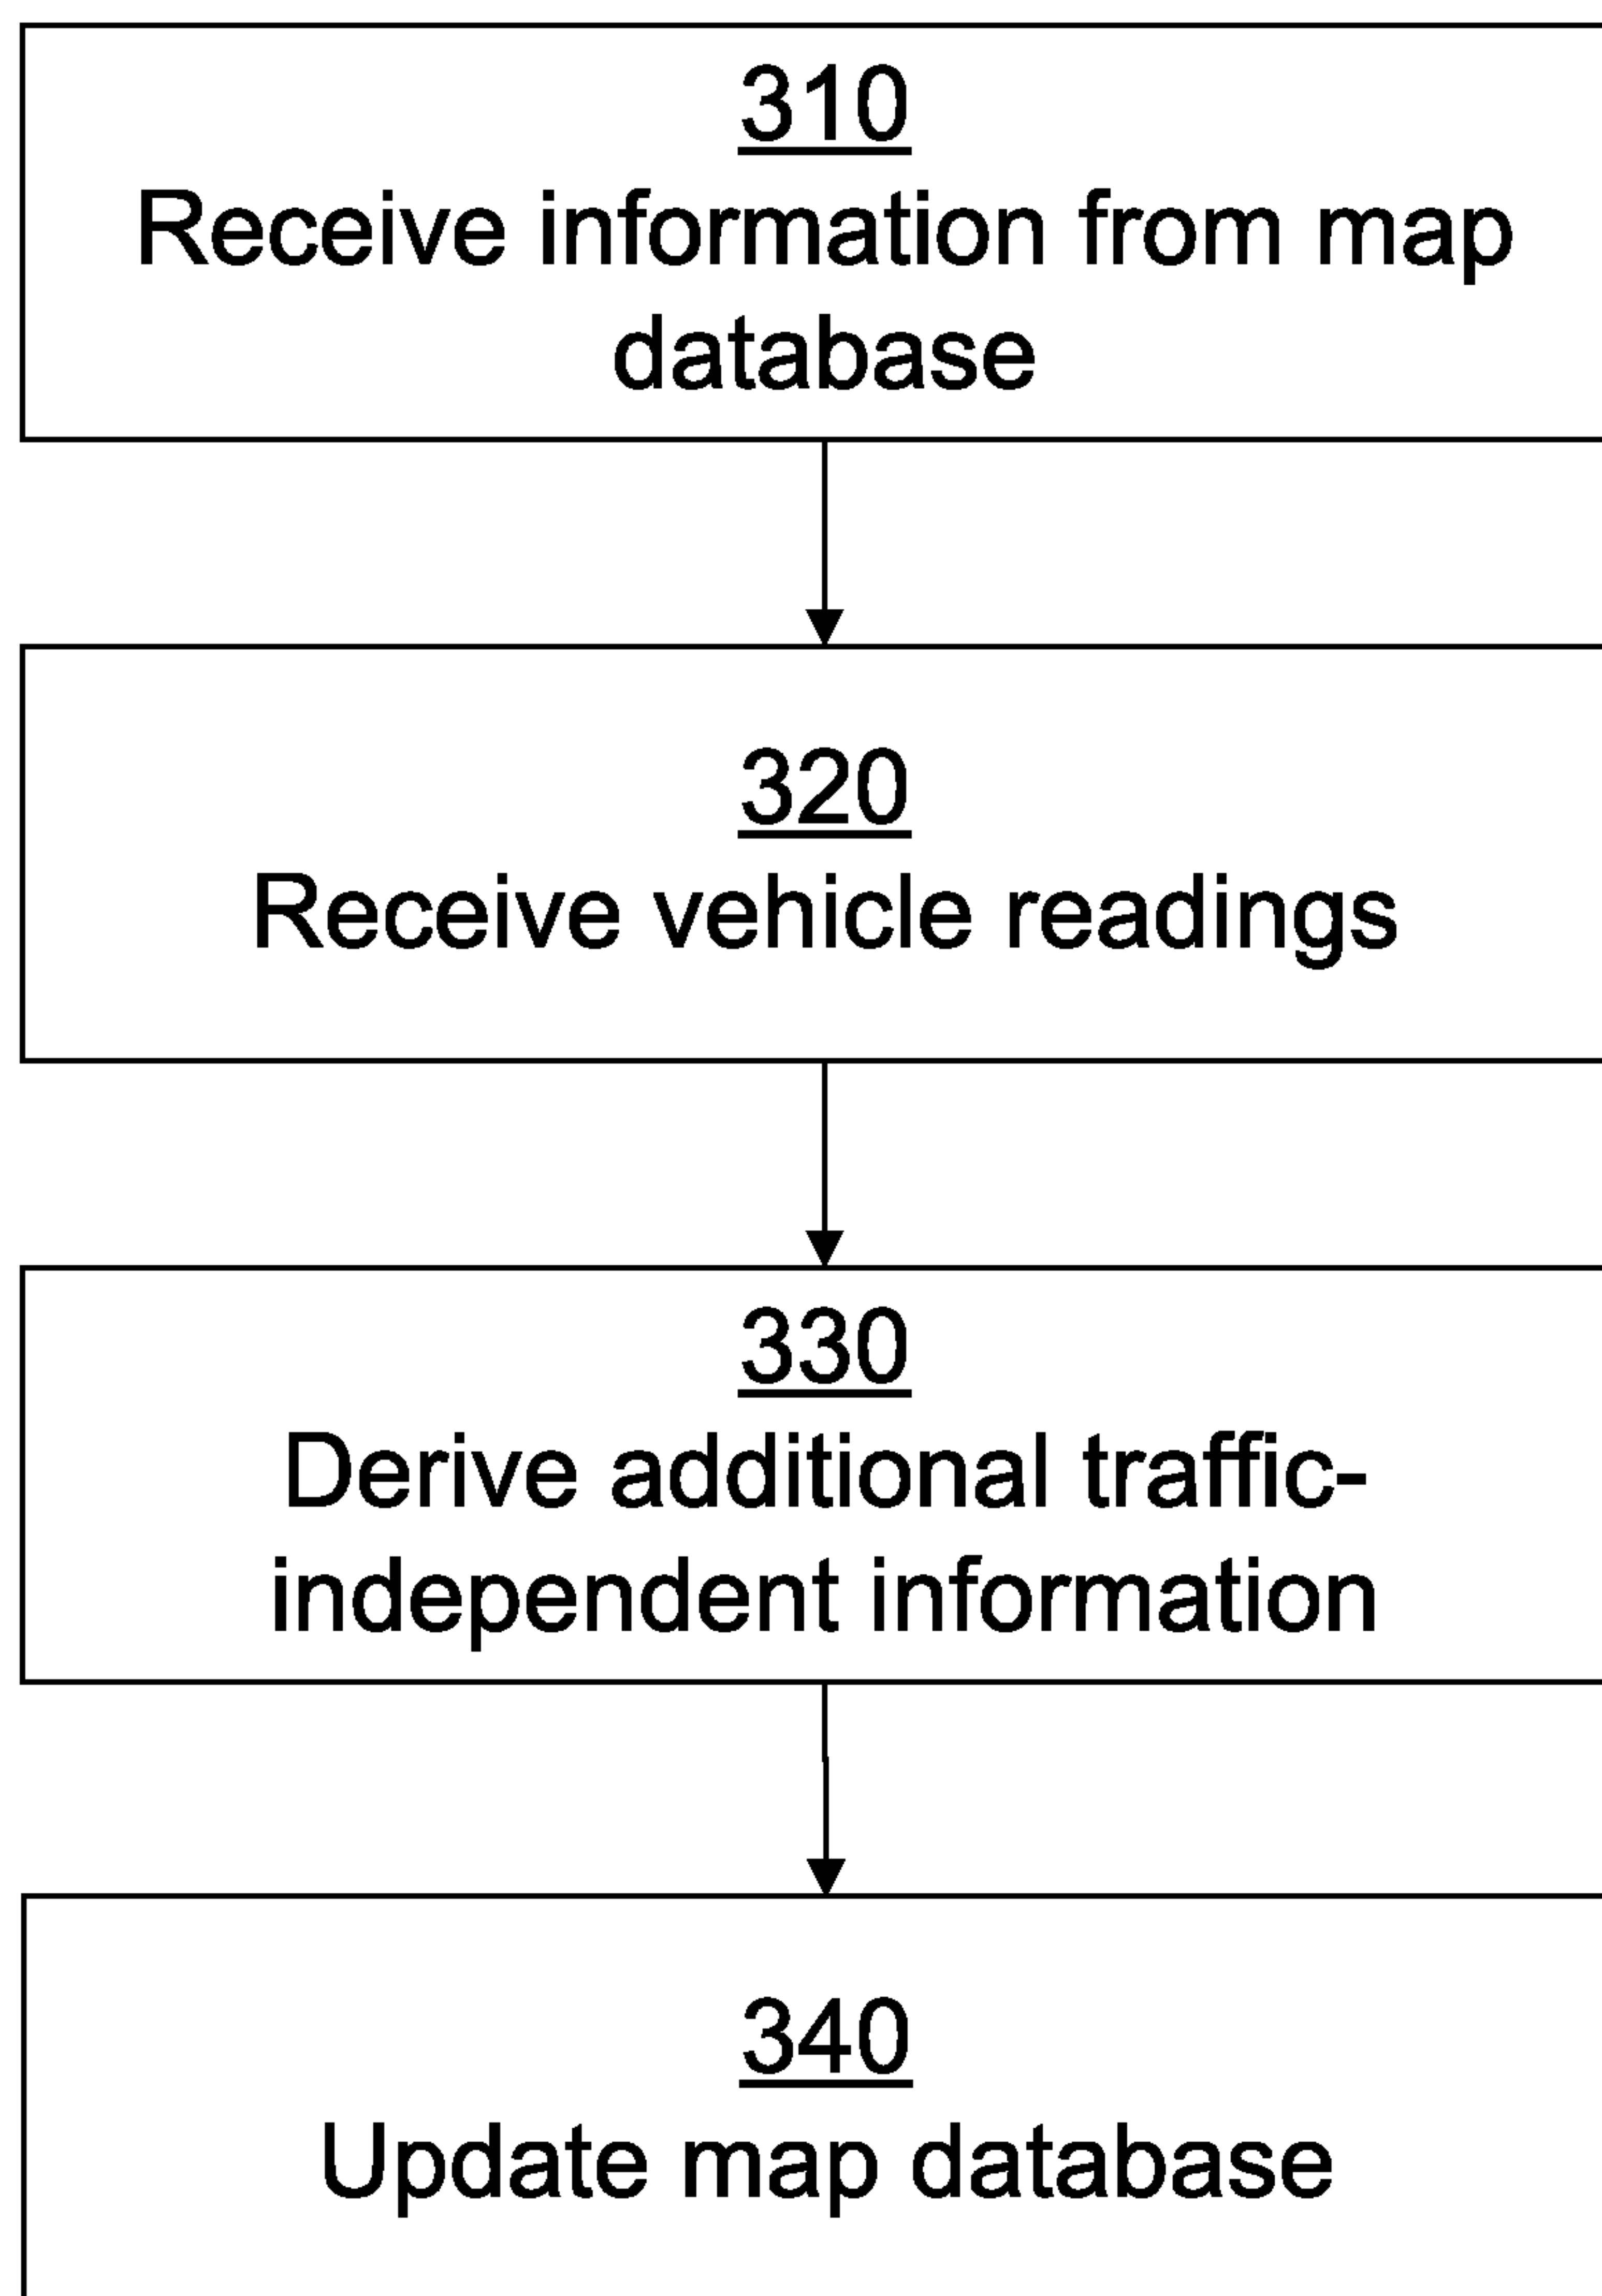 310
Receive information from map
database
320
Receive vehicle readings
330
Derive additional traffic-
independent information
340
Update map database